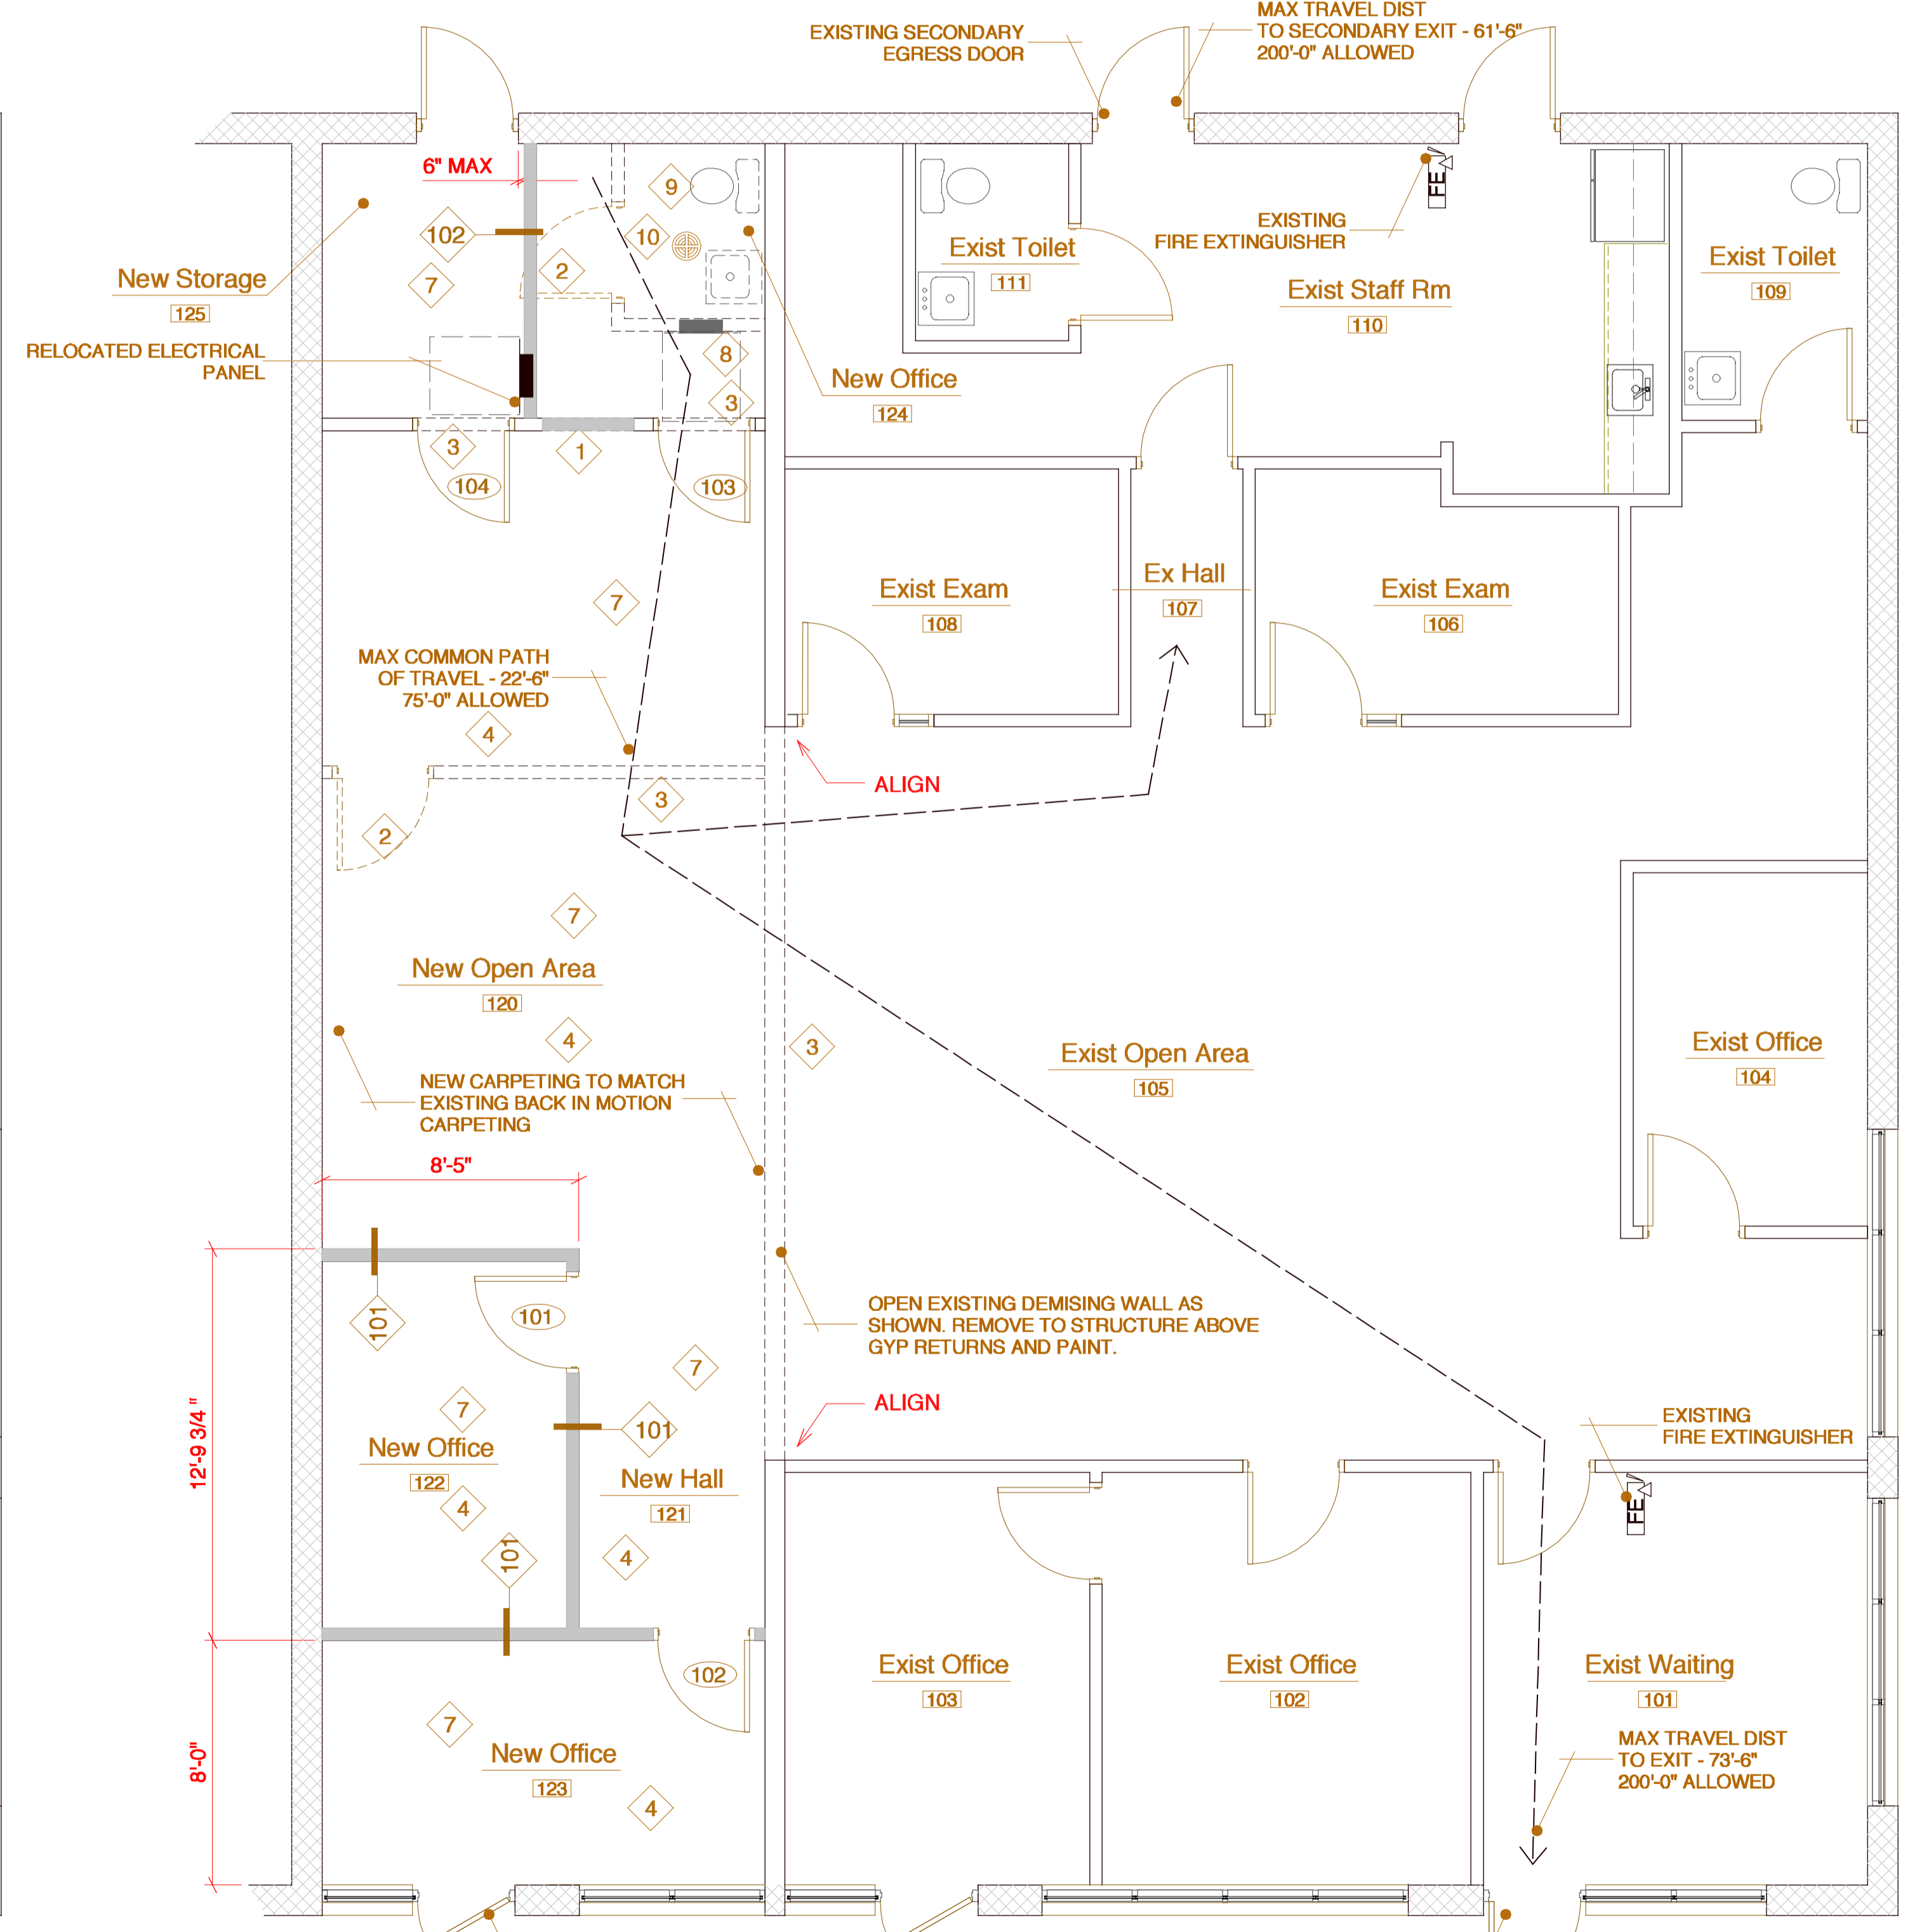 MAX TRAVEL DIST
TO SECONDARY EXIT - 61'-6"
200'-0" ALLOWED
EXISTING SECONDARY
EGRESS DOOR
6" MAX
9
102
10
2
7
New Storage
125
RELOCATED ELECTRICAL
PANEL
8
3
New Office
124
Exist Toilet
111
EXISTING
FIRE EXTINGUISHER
FE
Exist Staff Rm
110
Exist Toilet
109
3
1
104
103
7
Exist Exam
108
Ex Hall
107
Exist Exam
106
MAX COMMON PATH
OF TRAVEL - 22'-6"
75'-0" ALLOWED
4
ALIGN
3
2
7
New Open Area
120
4
3
Exist Open Area
105
Exist Office
104
NEW CARPETING TO MATCH
EXISTING BACK IN MOTION
CARPETING
8'-5"
101
101
OPEN EXISTING DEMISING WALL AS
SHOWN. REMOVE TO STRUCTURE ABOVE
GYP RETURNS AND PAINT.
7
ALIGN
12'-9 3/4 "
7
101
New Office
122
4
New Hall
121
101
4
EXISTING
FIRE EXTINGUISHER
FE
102
Exist Office
103
Exist Office
102
Exist Waiting
101
8'-0"
7
New Office
123
4
MAX TRAVEL DIST
TO EXIT - 73'-6"
200'-0" ALLOWED